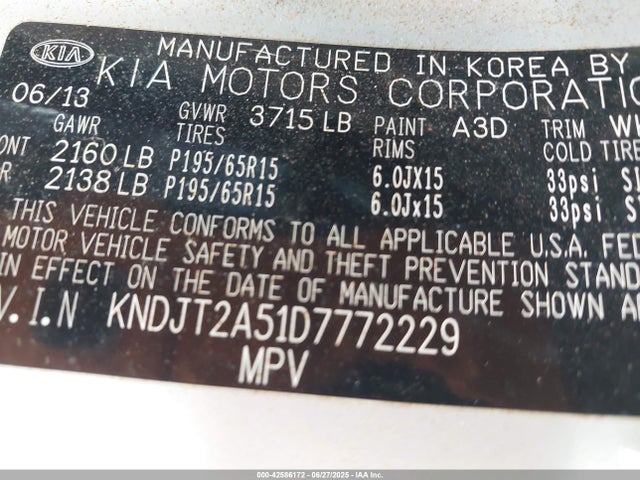 KIA MANUFACTURED IN KOREA BY
KIA MOTORS CORPORATIO
06/13 GVWR 3715 LB PAINT A3D TRIM
GAWR TIRES RIMS COLD TIRE
ONT 2160 LB P195/65R15 6.0JX15 33psi
R 2138 LB P195/65R15 6.0Jx15 33psi
THIS VEHICLE CONFORMS TO ALL APPLICABLE U.S.A. FED
MOTOR VEHICLE SAFETY AND THEFT PREVENTION STAND
IN EFFECT ON THE DATE OF MANUFACTURE SHOWN A
V.I.N KNDJT2A51D7772229
MPV
000-42586172 - 06/27/2025 - IAAI.COM